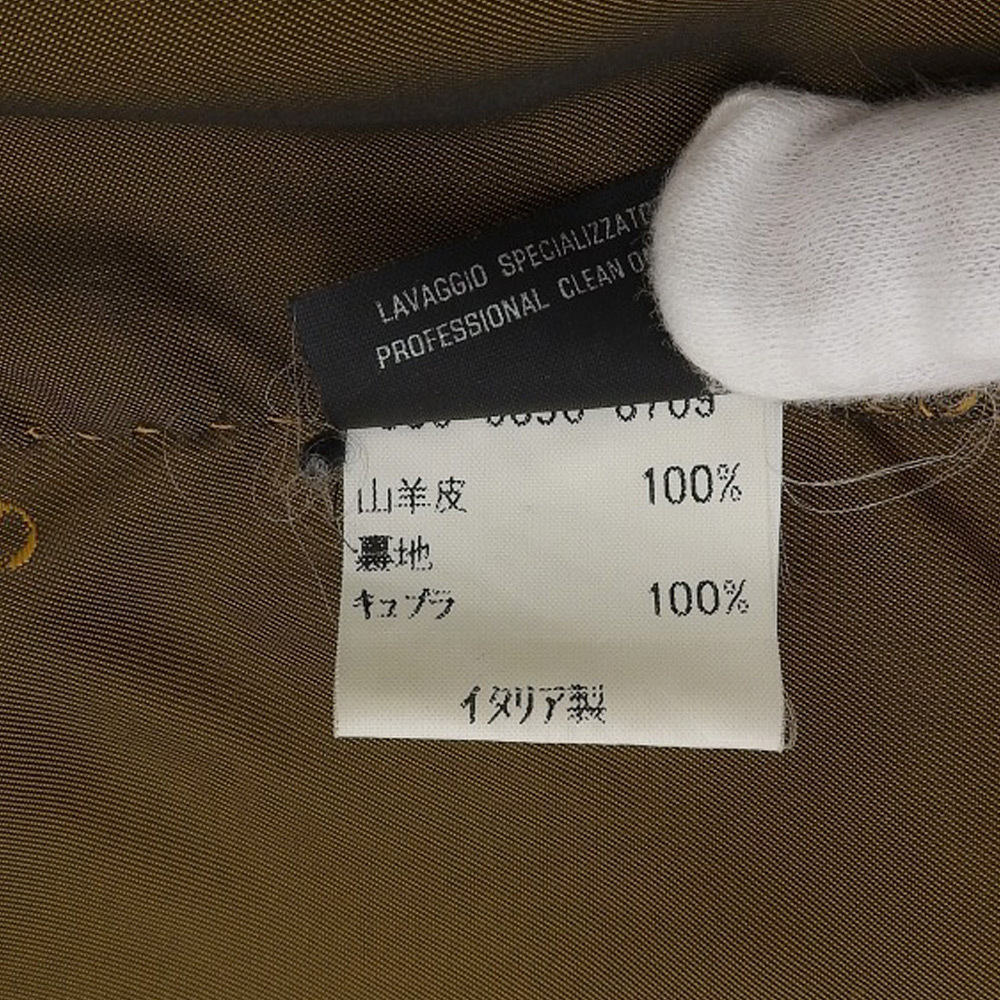 LAVAGGIO SPECIALIZZATO
PROFESSIONAL CLEAN
山羊皮 100%
裏地
キュプラ 100%
イタリア製